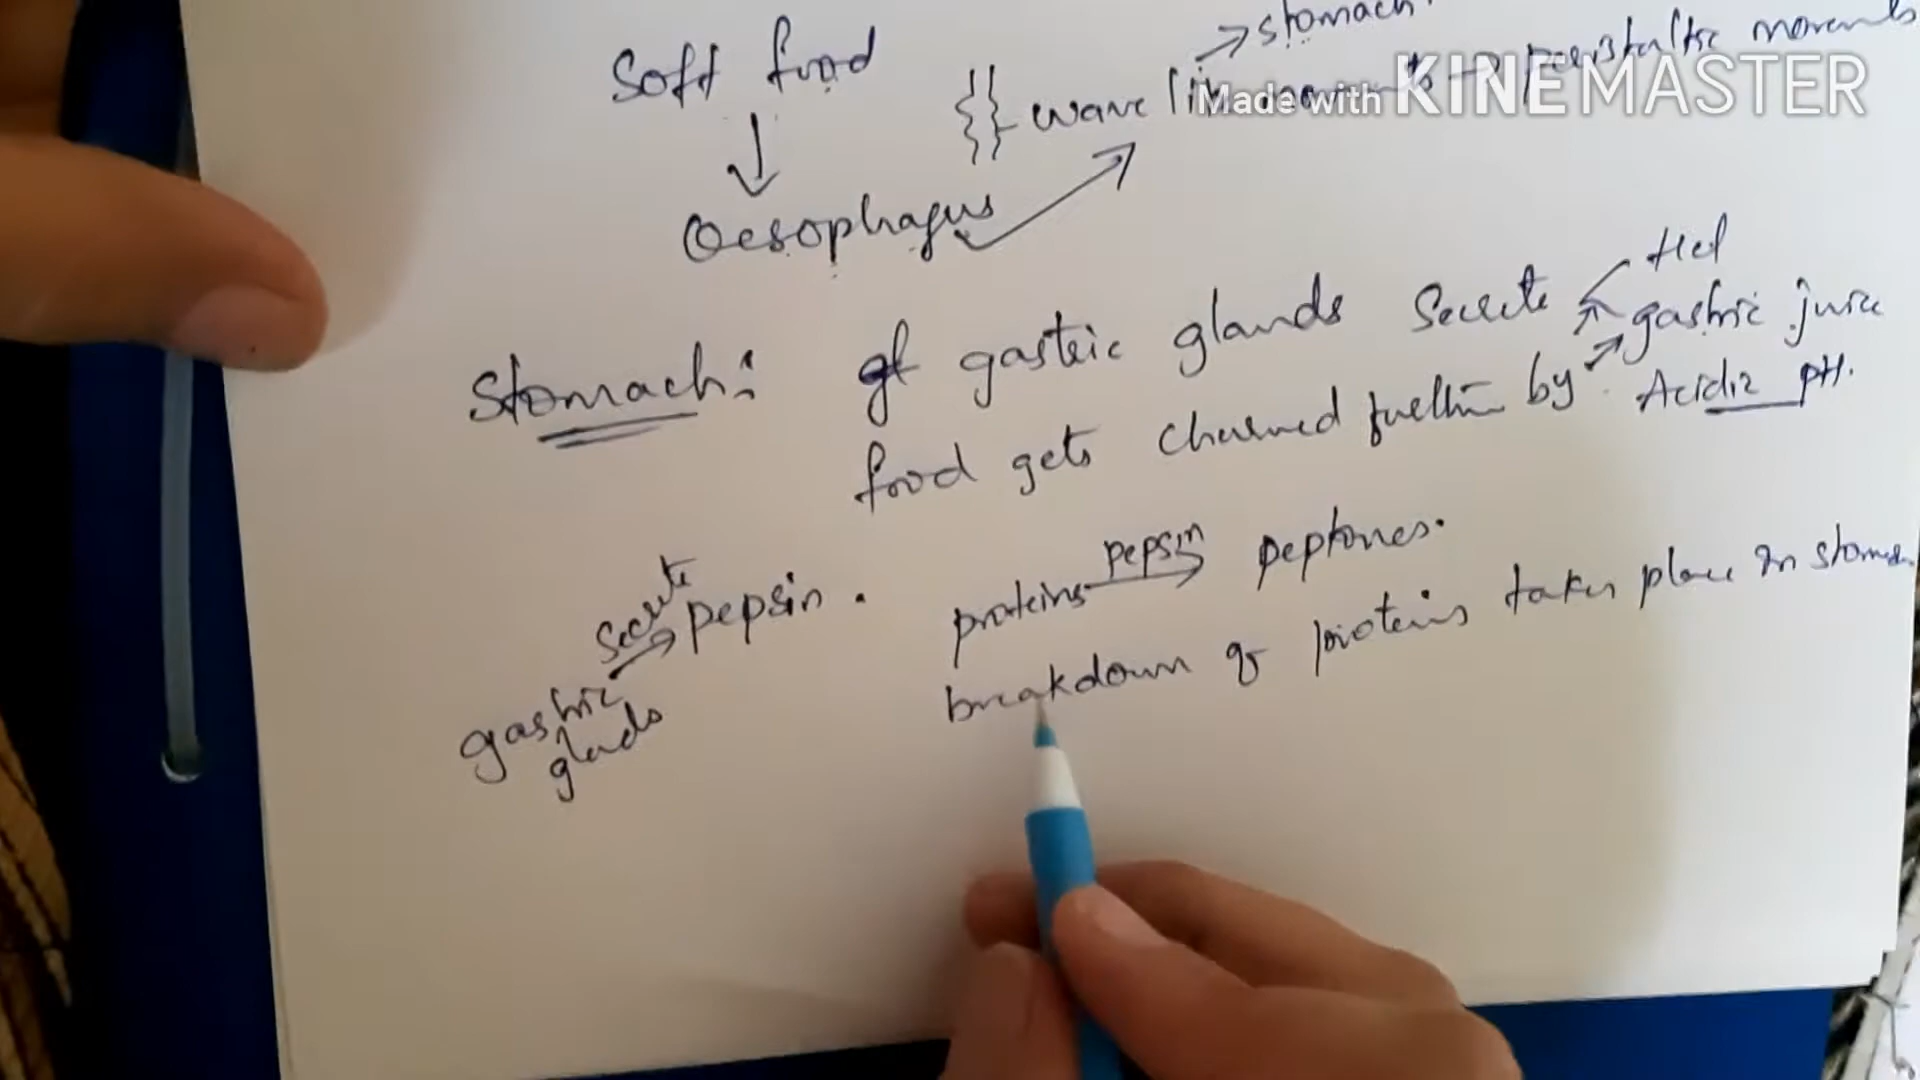 → stomach.
Soft food
wave like movements → peristaltic movements
Made with KINEMASTER
↓
Oesophagus
Stomach: gastric glands secrete HCl
gastric juice
food gets churned further by Acidic pH.
gastric glands secrete → pepsin.
proteins pepsin → peptones.
breakdown of proteins takes place in stomach